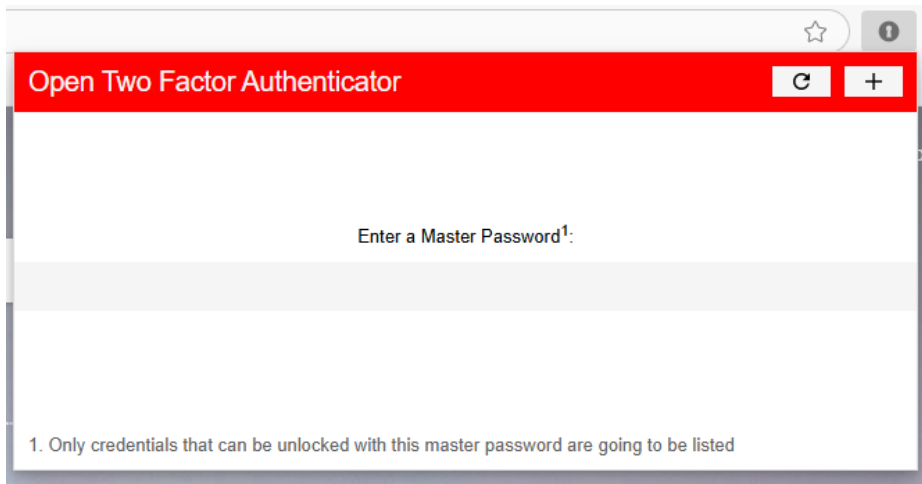 Open Two Factor Authenticator
Enter a Master Password¹:
1. Only credentials that can be unlocked with this master password are going to be listed